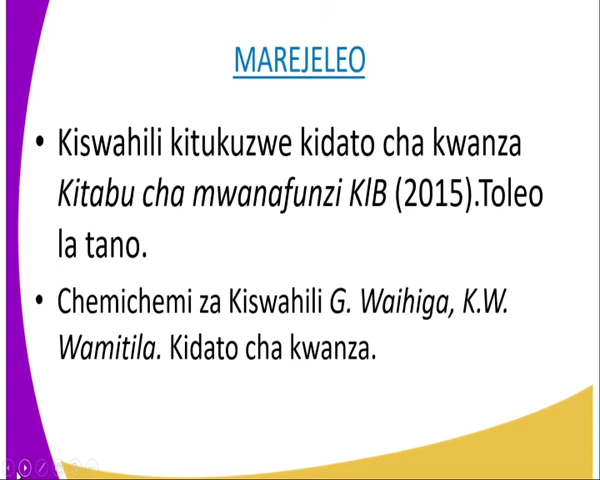 MAREJELEO
• Kiswahili kitukuzwe kidato cha kwanza
Kitabu cha mwanafunzi KlB (2015).Toleo
la tano.
• Chemichemi za Kiswahili G. Waihiga, K.W.
Wamitila. Kidato cha kwanza.